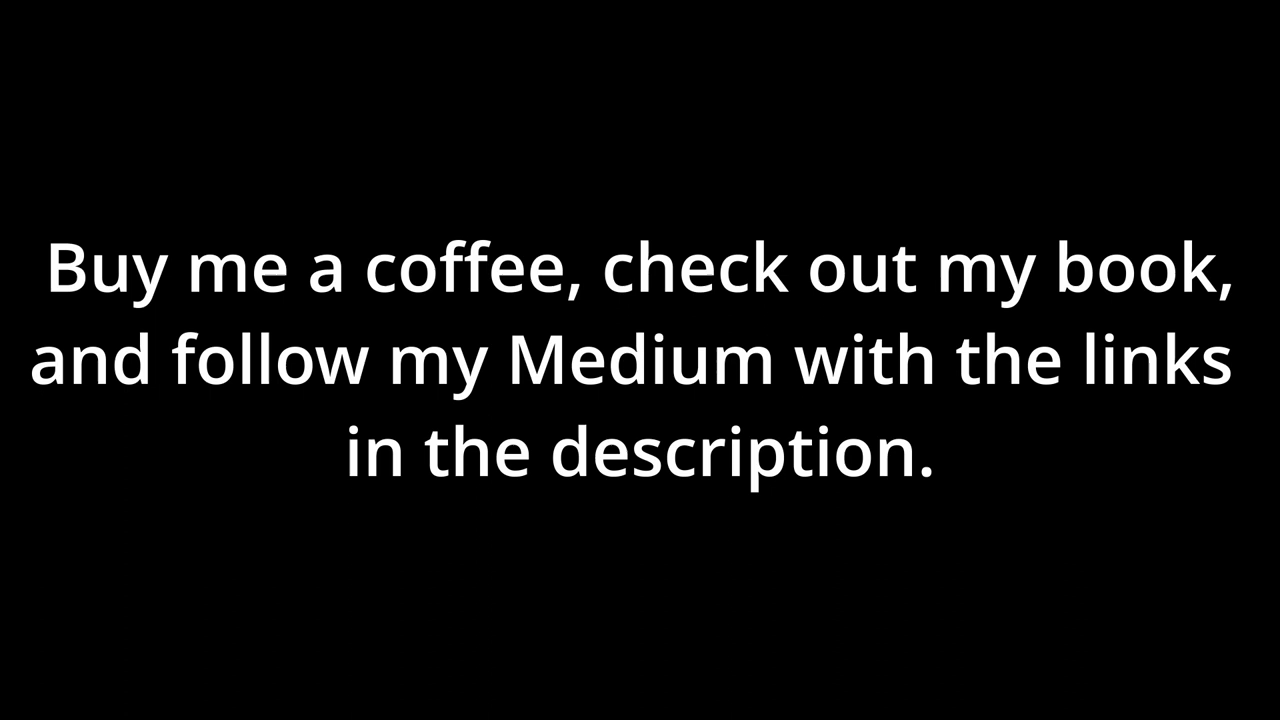 Buy me a coffee, check out my book,
and follow my Medium with the links
in the description.